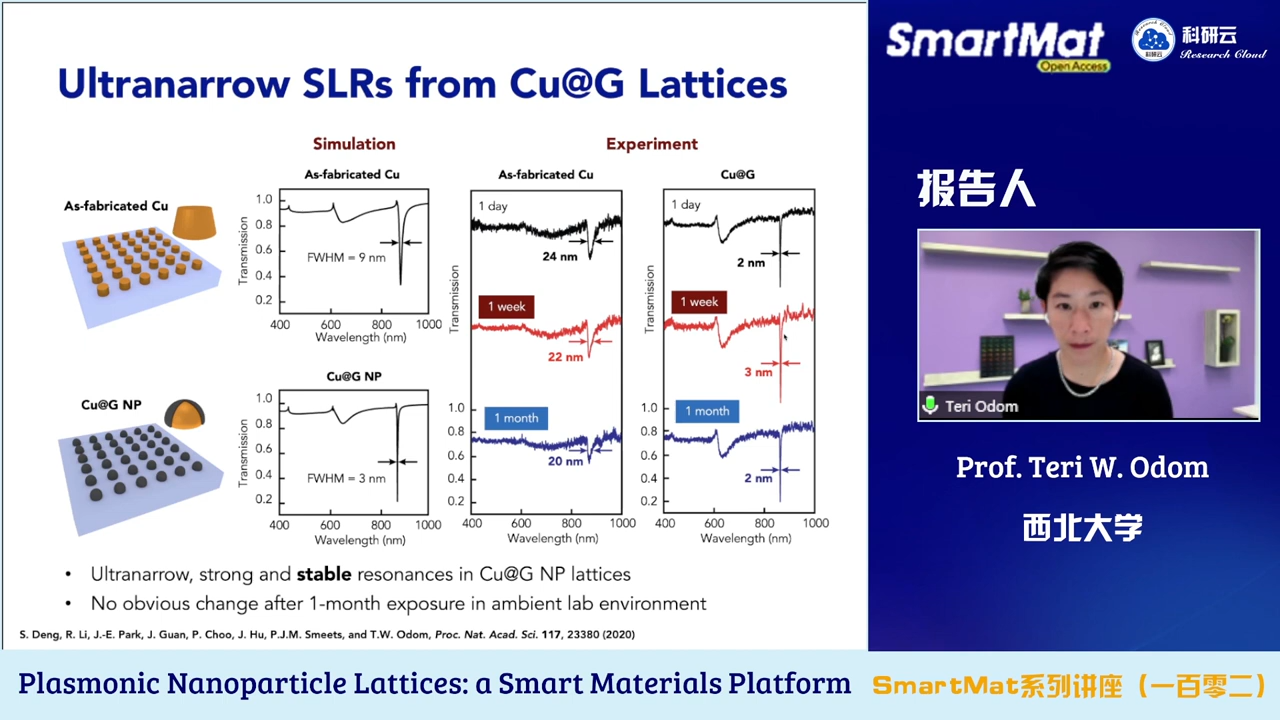 Ultranarrow SLRs from Cu@G Lattices
Simulation
Experiment
As-fabricated Cu
As-fabricated Cu
As-fabricated Cu
Cu@G
1.0
0.8
0.6
0.4
0.2
Transmission
FWHM = 9 nm
400
600
800
1000
Wavelength (nm)
Cu@G NP
Cu@G NP
1.0
0.8
0.6
0.4
0.2
Transmission
FWHM = 3 nm
400
600
800
1000
Wavelength (nm)
1 day
24 nm
1 week
22 nm
1 month
20 nm
Transmission
1.0
0.8
0.6
0.4
0.2
400
600
800
1000
Wavelength (nm)
1 day
2 nm
1 week
3 nm
1 month
2 nm
Transmission
1.0
0.8
0.6
0.4
0.2
400
600
800
1000
Wavelength (nm)
• Ultranarrow, strong and stable resonances in Cu@G NP lattices
• No obvious change after 1-month exposure in ambient lab environment
S. Deng, R. Li, J.-E. Park, J. Guan, P. Choo, J. Hu, P.J.M. Smeets, and T.W. Odom, Proc. Nat. Acad. Sci. 117, 23380 (2020)
SmartMat
Open Access
Research Cloud
科研云
科研云
Research Cloud
报告人
Teri Odom
Prof. Teri W. Odom
西北大学
Plasmonic Nanoparticle Lattices: a Smart Materials Platform
SmartMat系列讲座（一百零二）